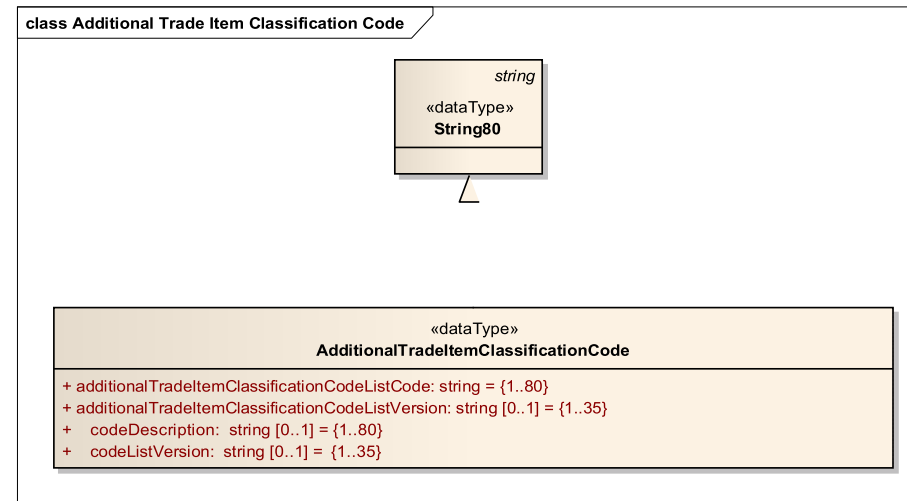 class Additional Trade Item Classification Code
string
«dataType»
String80
«dataType»
AdditionalTradeItemClassificationCode
+ additionalTradeItemClassificationCodeListCode: string = {1..80}
+ additionalTradeItemClassificationCodeListVersion: string [0..1] = {1..35}
+ codeDescription: string [0..1] = {1..80}
+ codeListVersion: string [0..1] = {1..35}